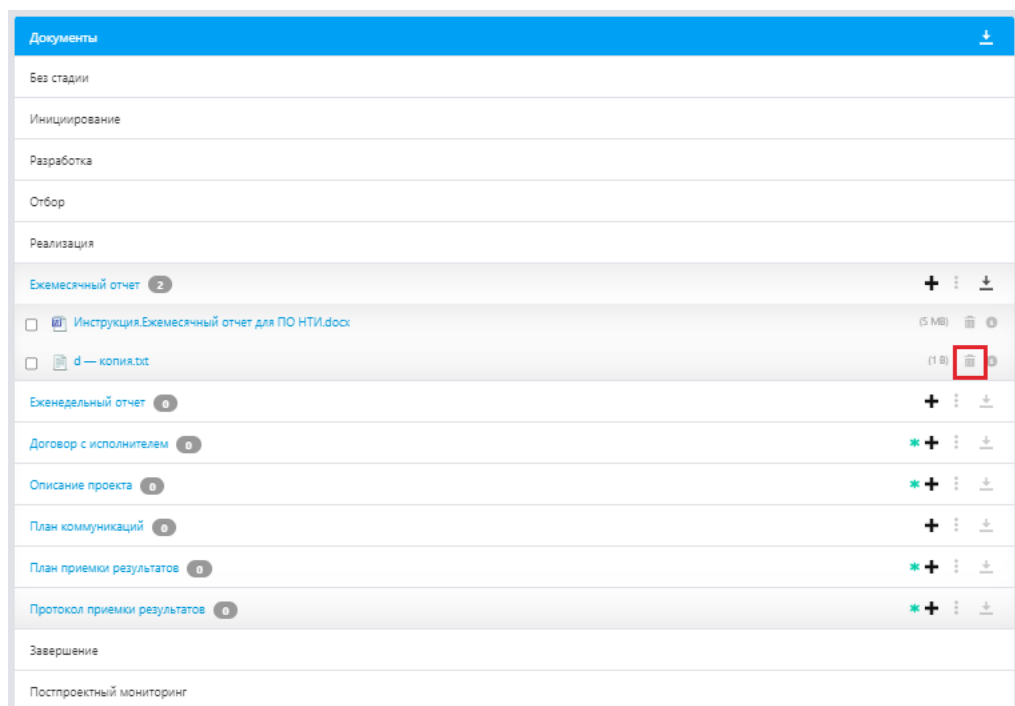 Документы
Без стадии
Инициирование
Разработка
Отбор
Реализация
Ежемесячный отчет 2
Инструкция.Ежемесячный отчет для ПО НТИ.docx (5 MB)
d — копия.txt (1 B)
Еженедельный отчет 0
Договор с исполнителем 0
Описание проекта 0
План коммуникаций 0
План приемки результатов 0
Протокол приемки результатов 0
Завершение
Постпроектный мониторинг